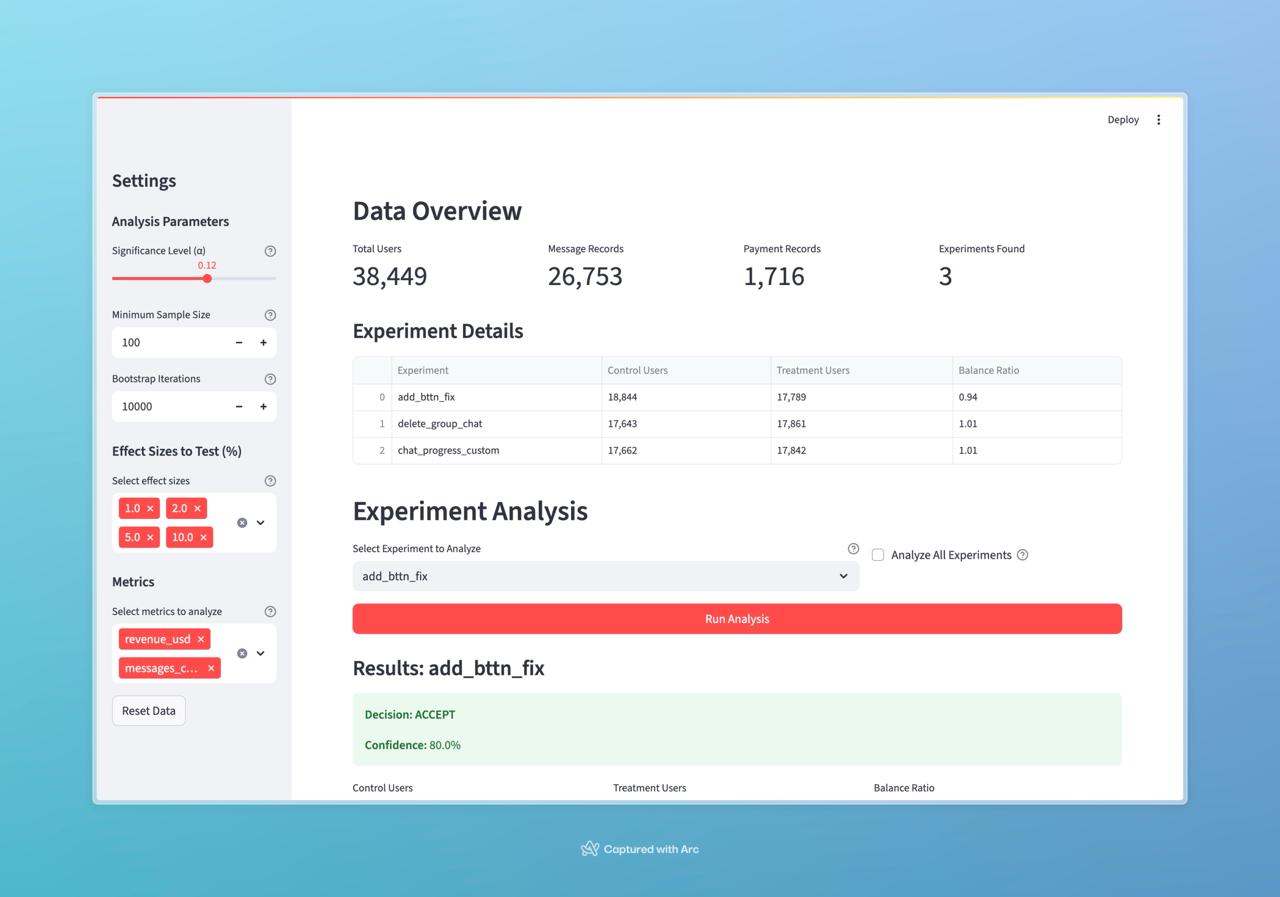 Deploy
Settings
Analysis Parameters
Significance Level (α)
0.12
Minimum Sample Size
100
Bootstrap Iterations
10000
Effect Sizes to Test (%)
Select effect sizes
1.0 2.0
5.0 10.0
Metrics
Select metrics to analyze
revenue_usd
messages_c...
Reset Data
Data Overview
Total Users Message Records Payment Records Experiments Found
38,449 26,753 1,716 3
Experiment Details
Experiment Control Users Treatment Users Balance Ratio
0 add_bttn_fix 18,844 17,789 0.94
1 delete_group_chat 17,643 17,861 1.01
2 chat_progress_custom 17,662 17,842 1.01
Experiment Analysis
Select Experiment to Analyze
add_bttn_fix
Analyze All Experiments
Run Analysis
Results: add_bttn_fix
Decision: ACCEPT
Confidence: 80.0%
Control Users Treatment Users Balance Ratio
Captured with Arc